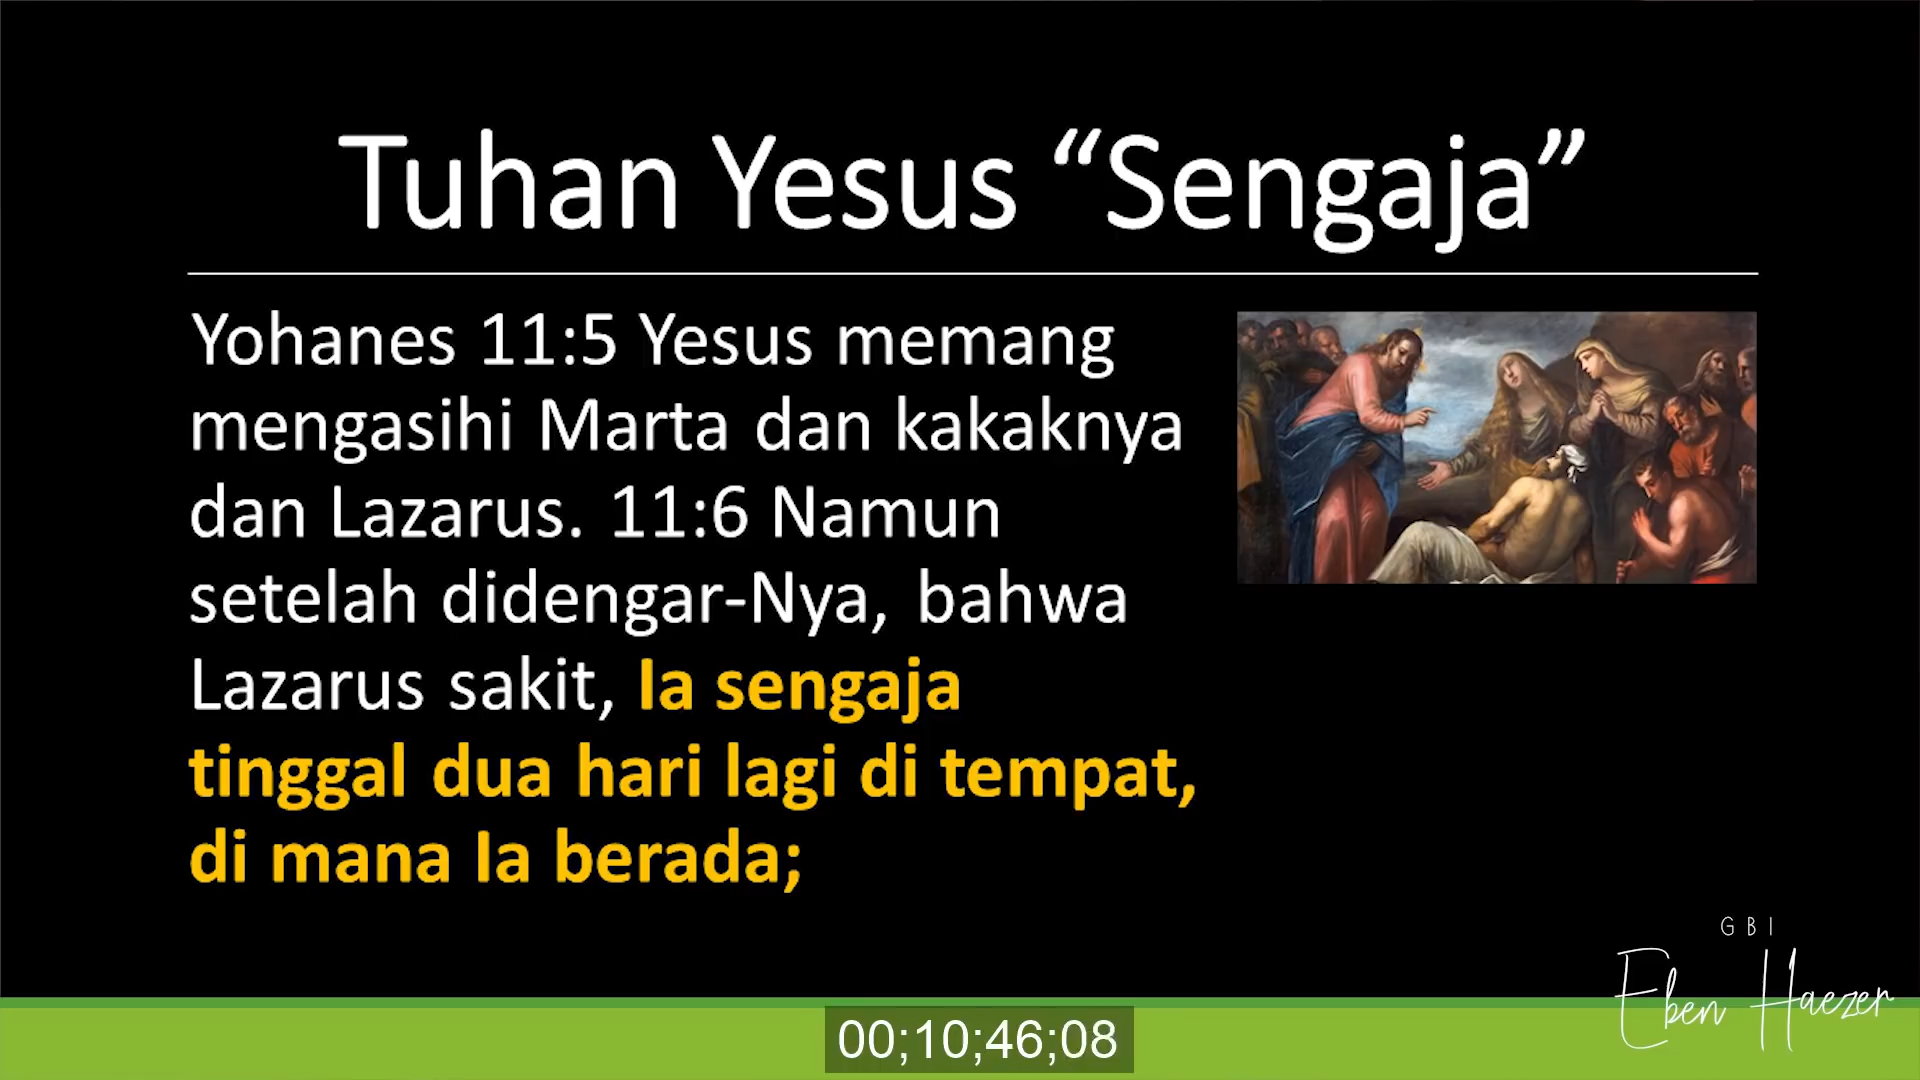 Tuhan Yesus “Sengaja”
Yohanes 11:5 Yesus memang
mengasihi Marta dan kakaknya
dan Lazarus. 11:6 Namun
setelah didengar-Nya, bahwa
Lazarus sakit, Ia sengaja
tinggal dua hari lagi di tempat,
di mana Ia berada;
GBI
Eben Haezer
00;10;46;08